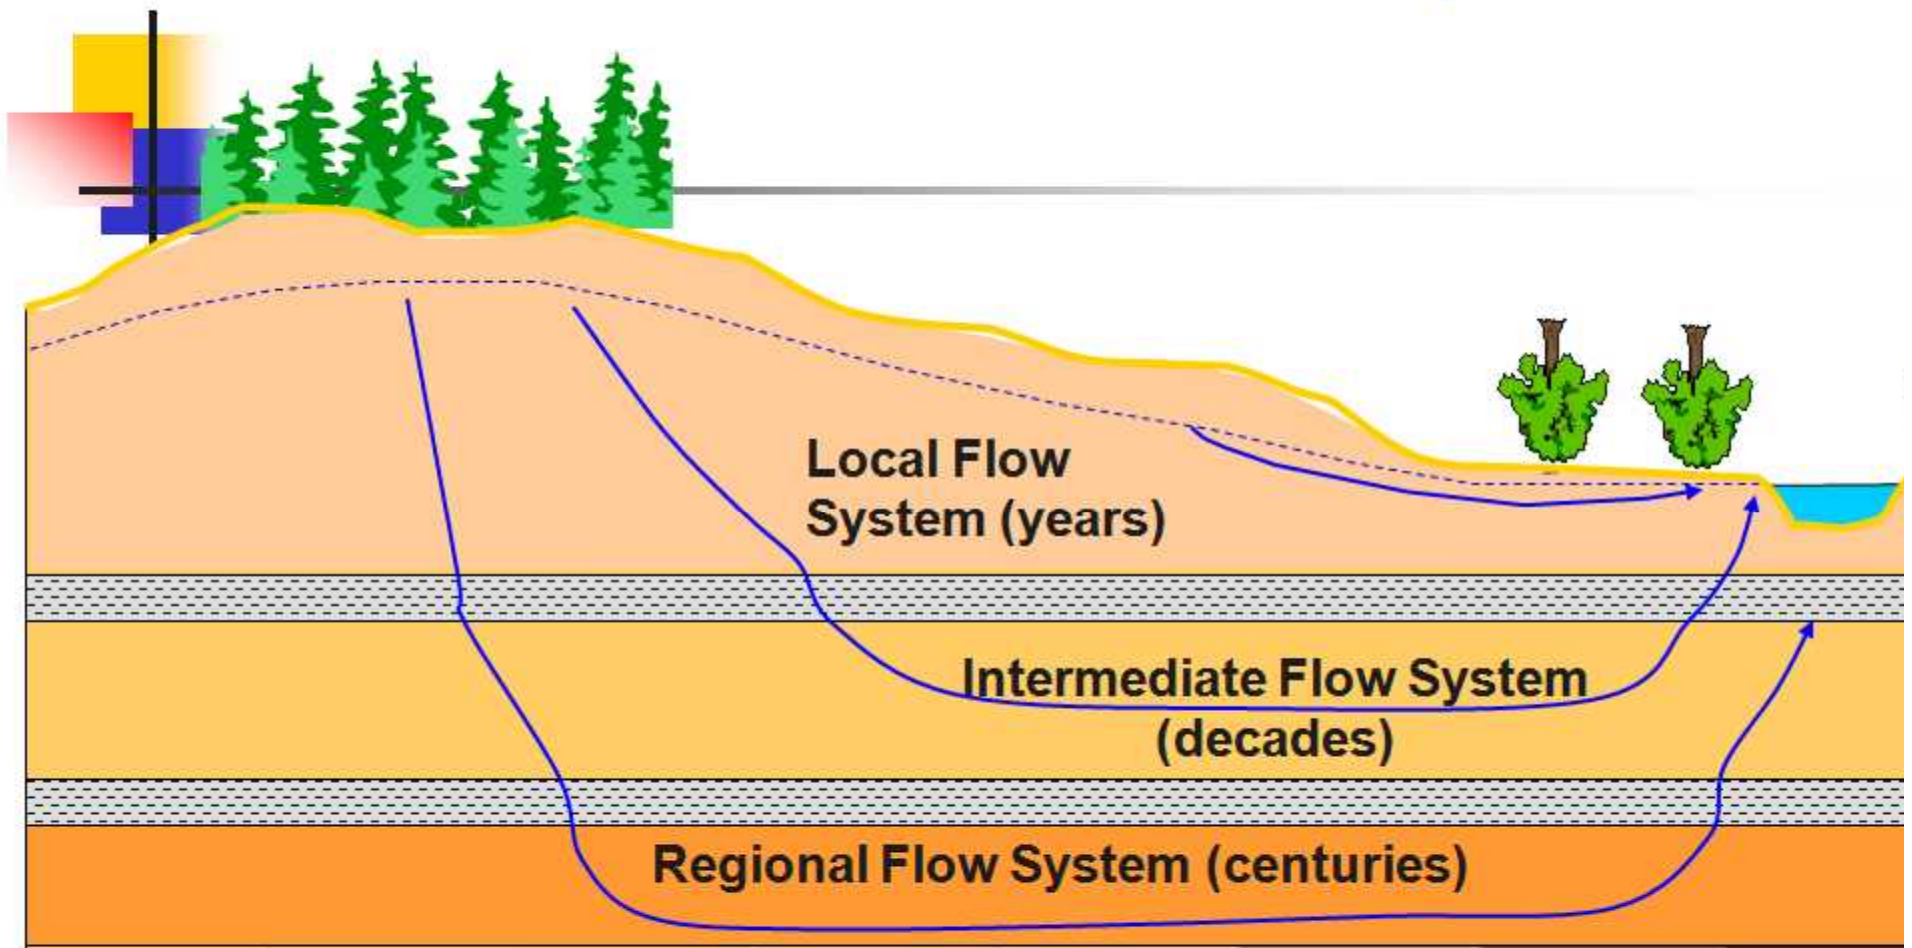 Local Flow
System (years)
Intermediate Flow System
(decades)
Regional Flow System (centuries)